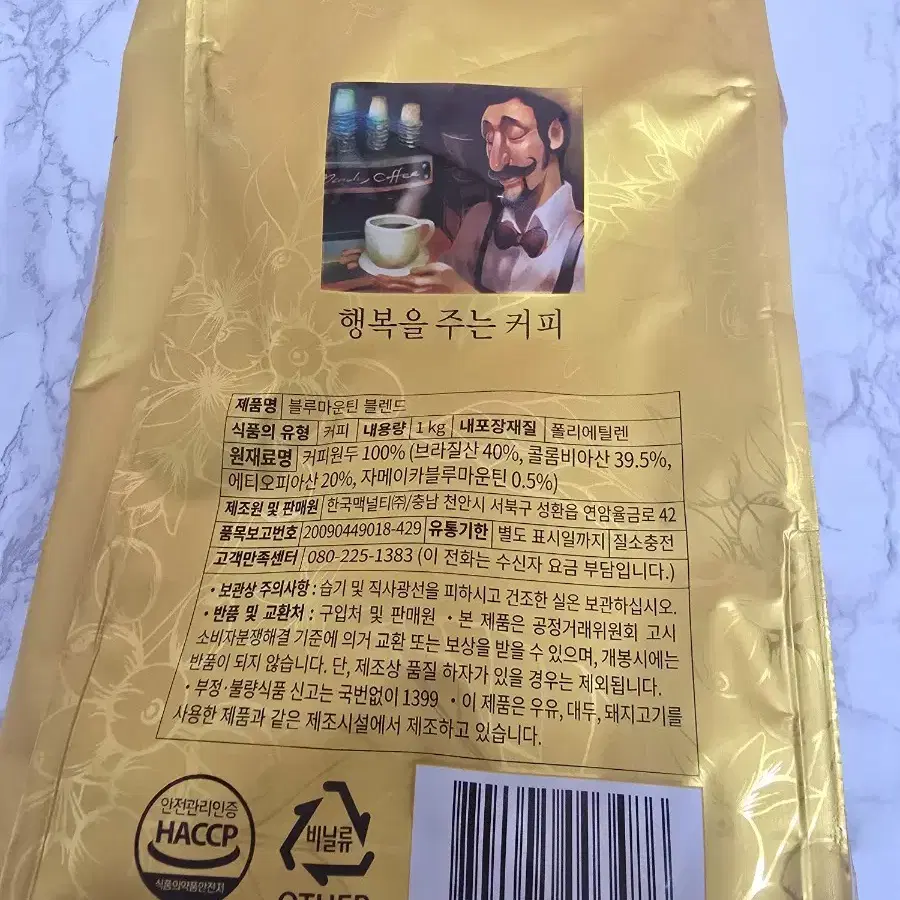 Coffee
행복을 주는 커피
제품명 블루마운틴 블렌드
식품의 유형 커피 내용량 1 kg 내포장재질 폴리에틸렌
원재료명 커피원두 100% (브라질산 40%, 콜롬비아산 39.5%,
에티오피아산 20%, 자메이카블루마운틴 0.5%)
제조원 및 판매원 한국맥널티㈜/충남 천안시 서북구 성환읍 연암율금로 42
품목보고번호 20090449018-429 유통기한 별도 표시일까지 질소충전
고객만족센터 080-225-1383 (이 전화는 수신자 요금 부담입니다.)
• 보관상 주의사항 : 습기 및 직사광선을 피하시고 건조한 실온 보관하십시오.
• 반품 및 교환처 : 구입처 및 판매원 • 본 제품은 공정거래위원회 고시
소비자분쟁해결 기준에 의거 교환 또는 보상을 받을 수 있으며, 개봉시에는
반품이 되지 않습니다. 단, 제조상 품질 하자가 있을 경우는 제외됩니다.
• 부정·불량식품 신고는 국번없이 1399 • 이 제품은 우유, 대두, 돼지고기를
사용한 제품과 같은 제조시설에서 제조하고 있습니다.
안전관리인증
HACCP
식품의약품안전처
비닐류
OTHER